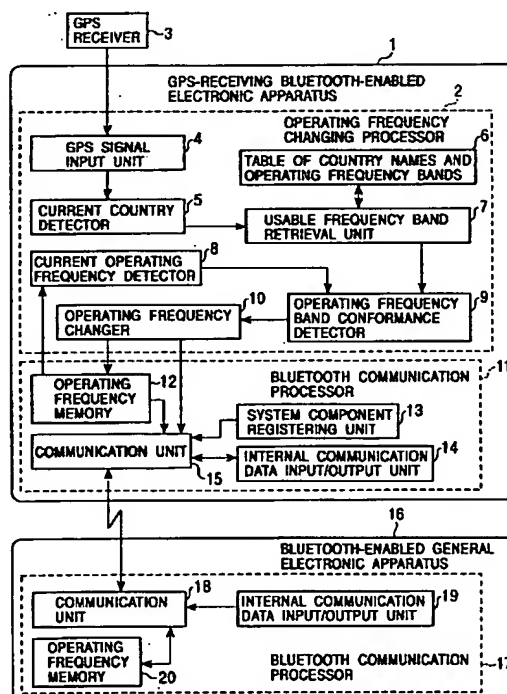 GPS
RECEIVER
3
1
GPS-RECEIVING BLUETOOTH-ENABLED
ELECTRONIC APPARATUS
2
OPERATING FREQUENCY
CHANGING PROCESSOR
4
6
GPS SIGNAL
INPUT UNIT
TABLE OF COUNTRY NAMES AND
OPERATING FREQUENCY BANDS
5
7
CURRENT COUNTRY
DETECTOR
USABLE FREQUENCY BAND
RETRIEVAL UNIT
8
CURRENT OPERATING
FREQUENCY DETECTOR
10
9
OPERATING FREQUENCY
CHANGER
OPERATING FREQUENCY
BAND CONFORMANCE
DETECTOR
11
BLUETOOTH COMMUNICATION
PROCESSOR
12
OPERATING
FREQUENCY
MEMORY
13
SYSTEM COMPONENT
REGISTERING UNIT
14
COMMUNICATION UNIT
INTERNAL COMMUNICATION
DATA INPUT/OUTPUT UNIT
15
16
BLUETOOTH-ENABLED GENERAL
ELECTRONIC APPARATUS
18
19
COMMUNICATION
UNIT
INTERNAL COMMUNICATION
DATA INPUT/OUTPUT UNIT
OPERATING
FREQUENCY
MEMORY
20
BLUETOOTH COMMUNICATION
PROCESSOR
17